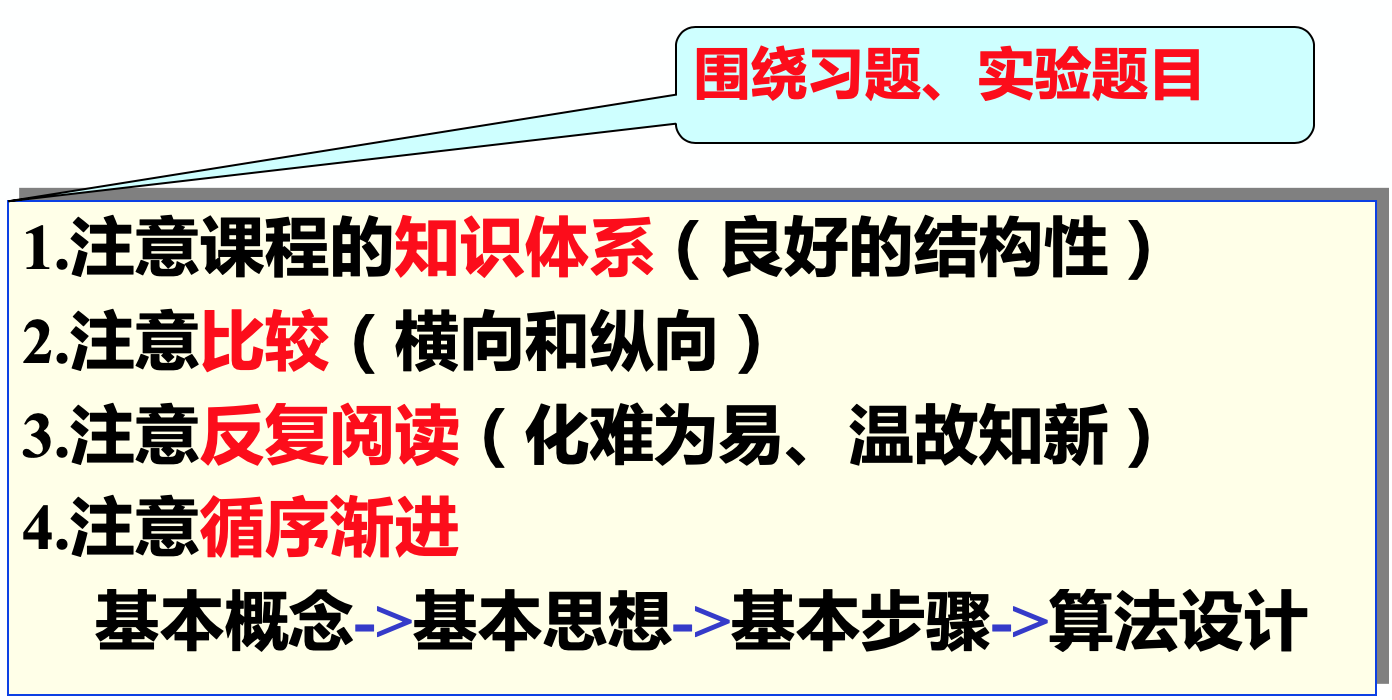 围绕习题、实验题目
1.注意课程的知识体系（良好的结构性）
2.注意比较（横向和纵向）
3.注意反复阅读（化难为易、温故知新）
4.注意循序渐进
基本概念->基本思想->基本步骤->算法设计